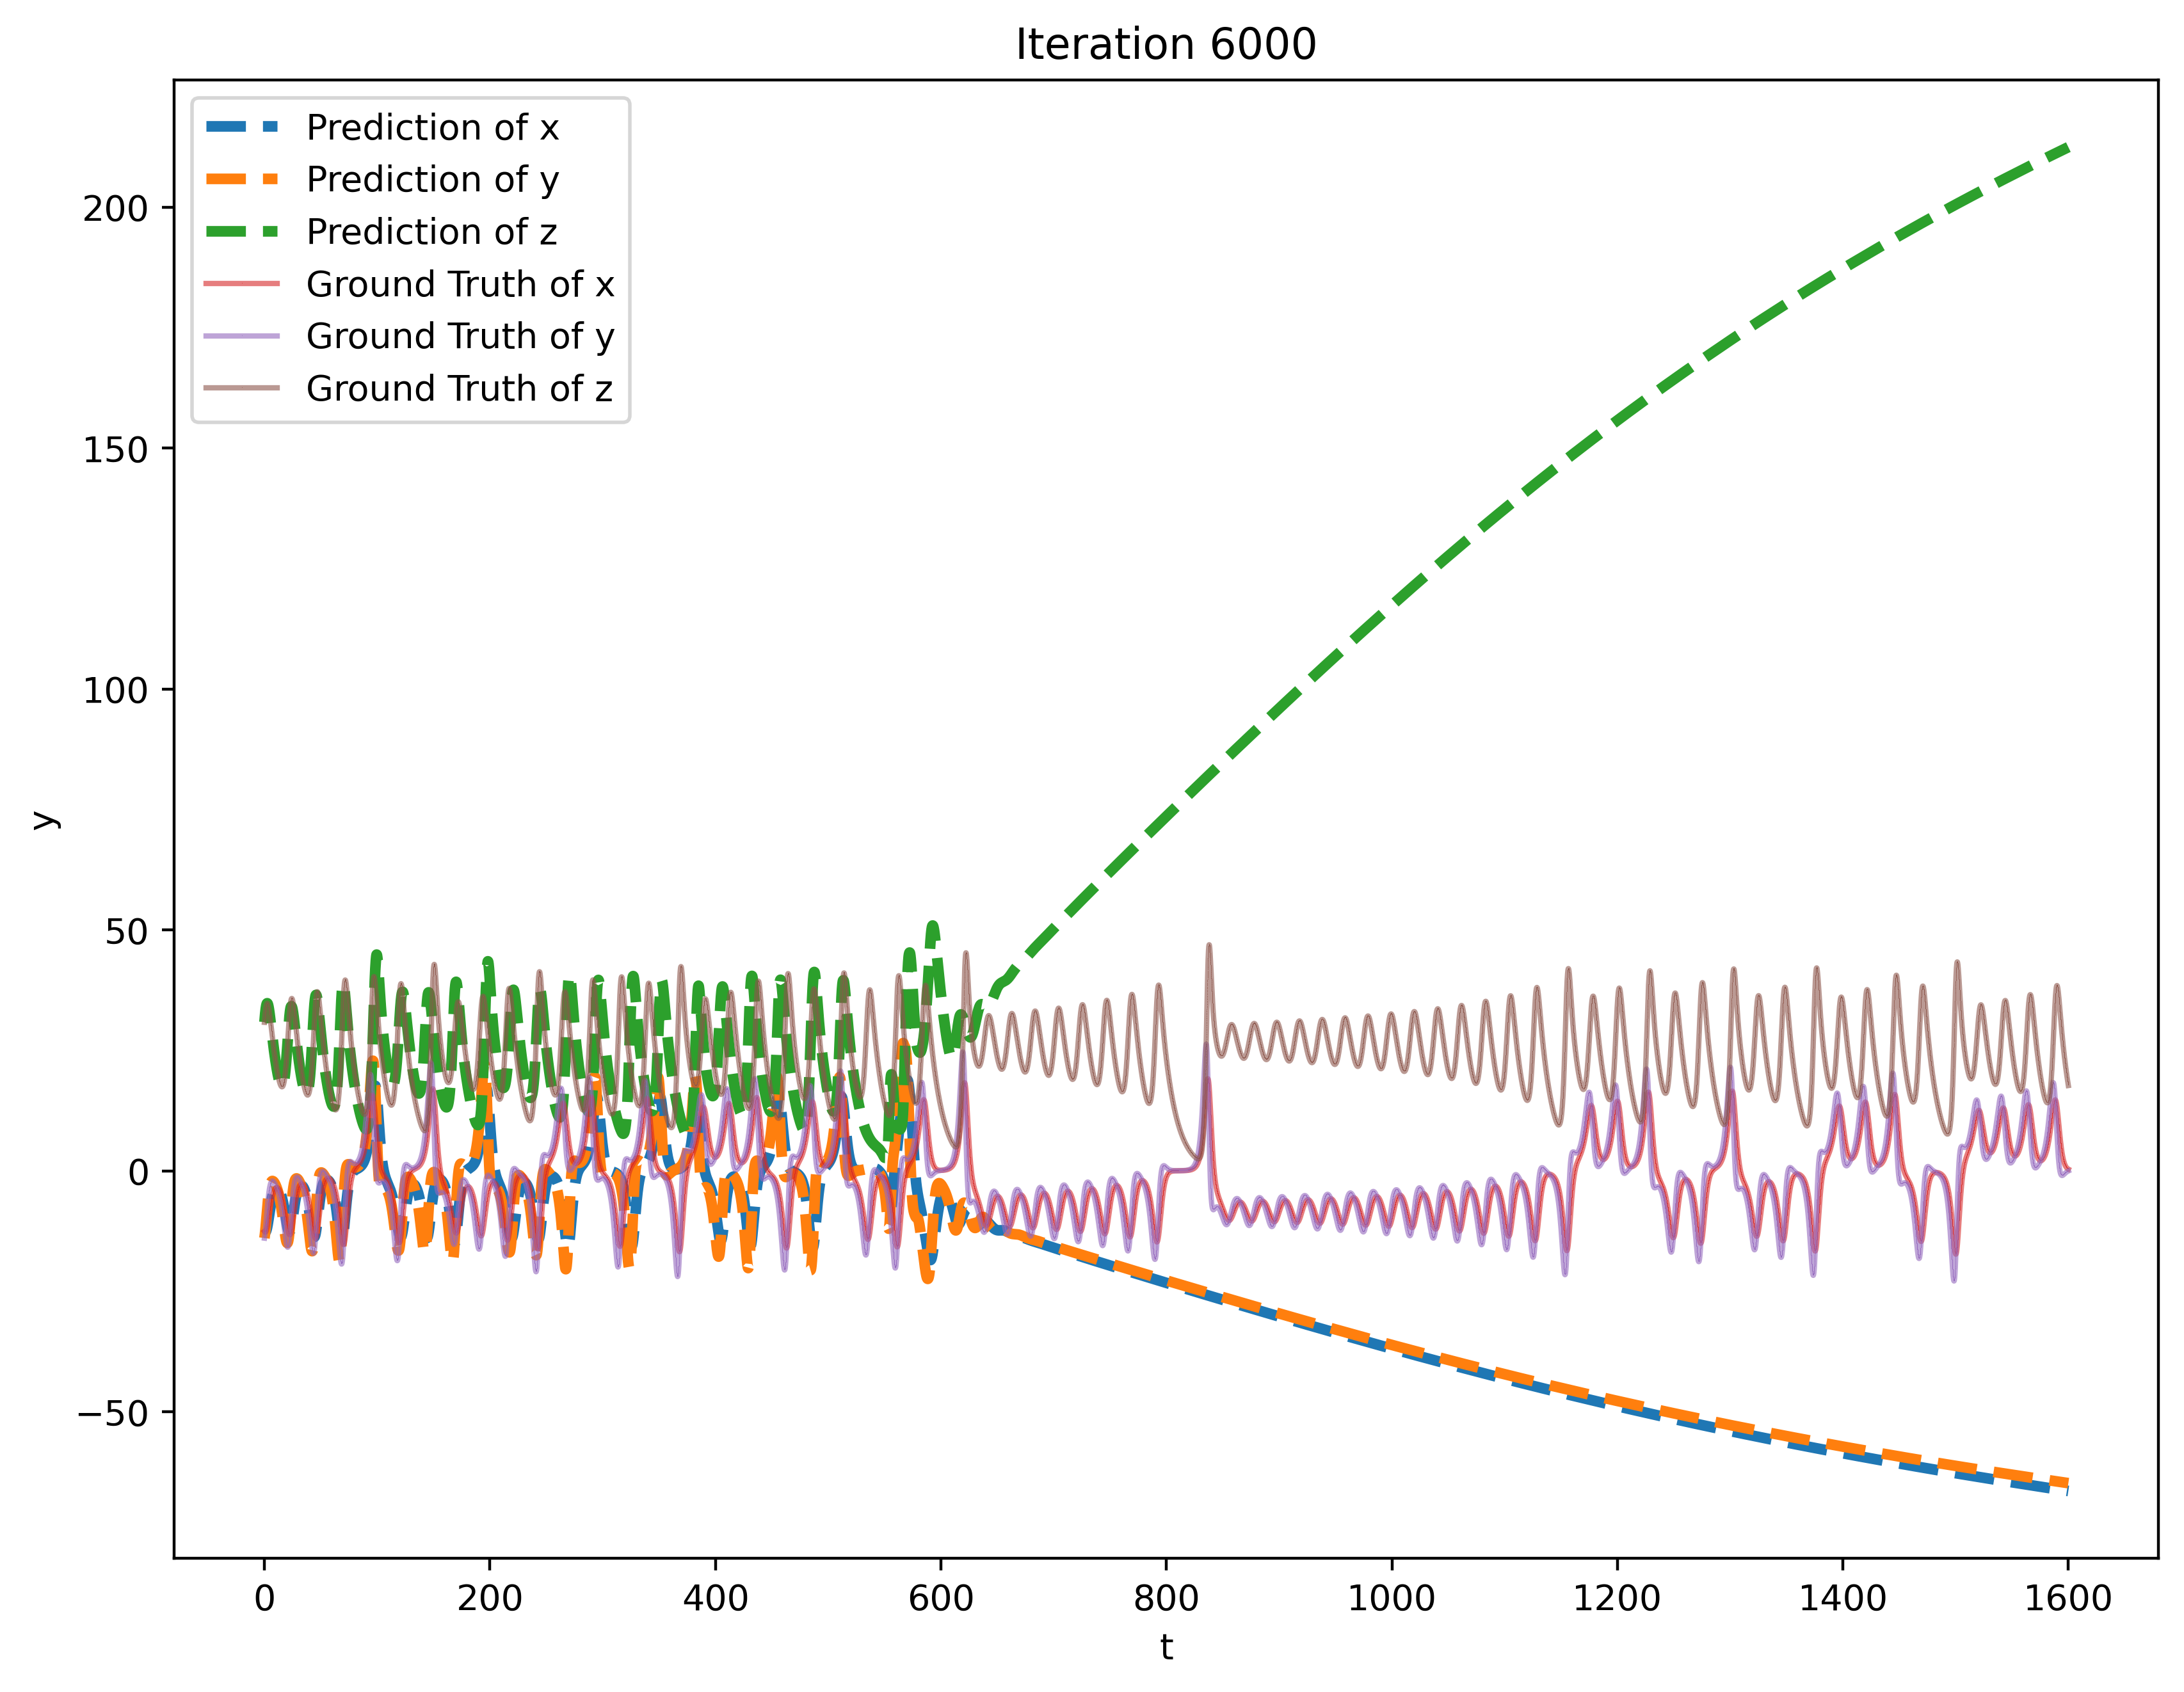 Iteration 6000
Prediction of x
Prediction of y
Prediction of z
Ground Truth of x
Ground Truth of y
Ground Truth of z
200
150
100
50
0
−50
y
0 200 400 600 800 1000 1200 1400 1600
t